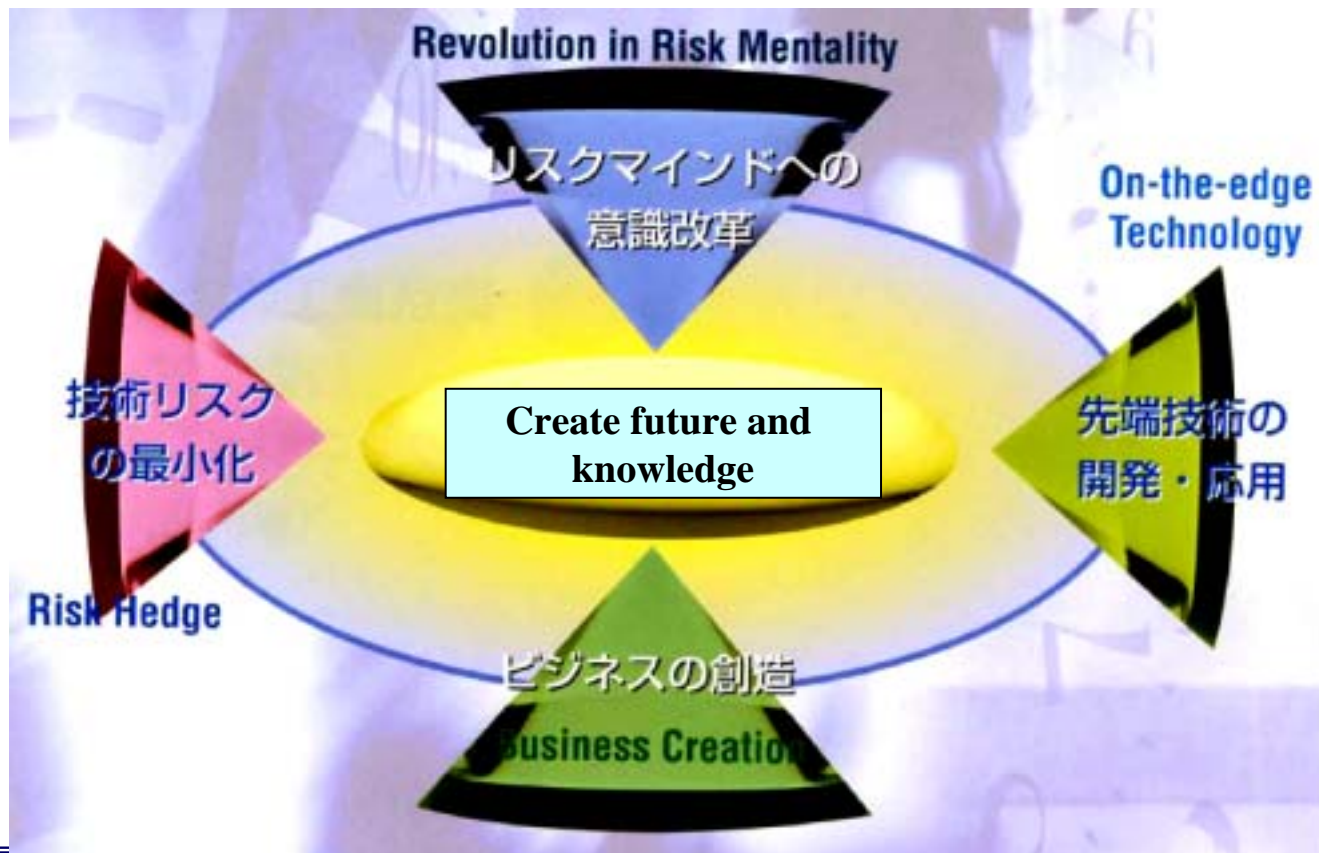 Revolution in Risk Mentality
リスクマインドへの
意識改革
On-the-edge
Technology
技術リスク
の最小化
Risk Hedge
Create future and
knowledge
先端技術の
開発・応用
ビジネスの創造
Business Creation